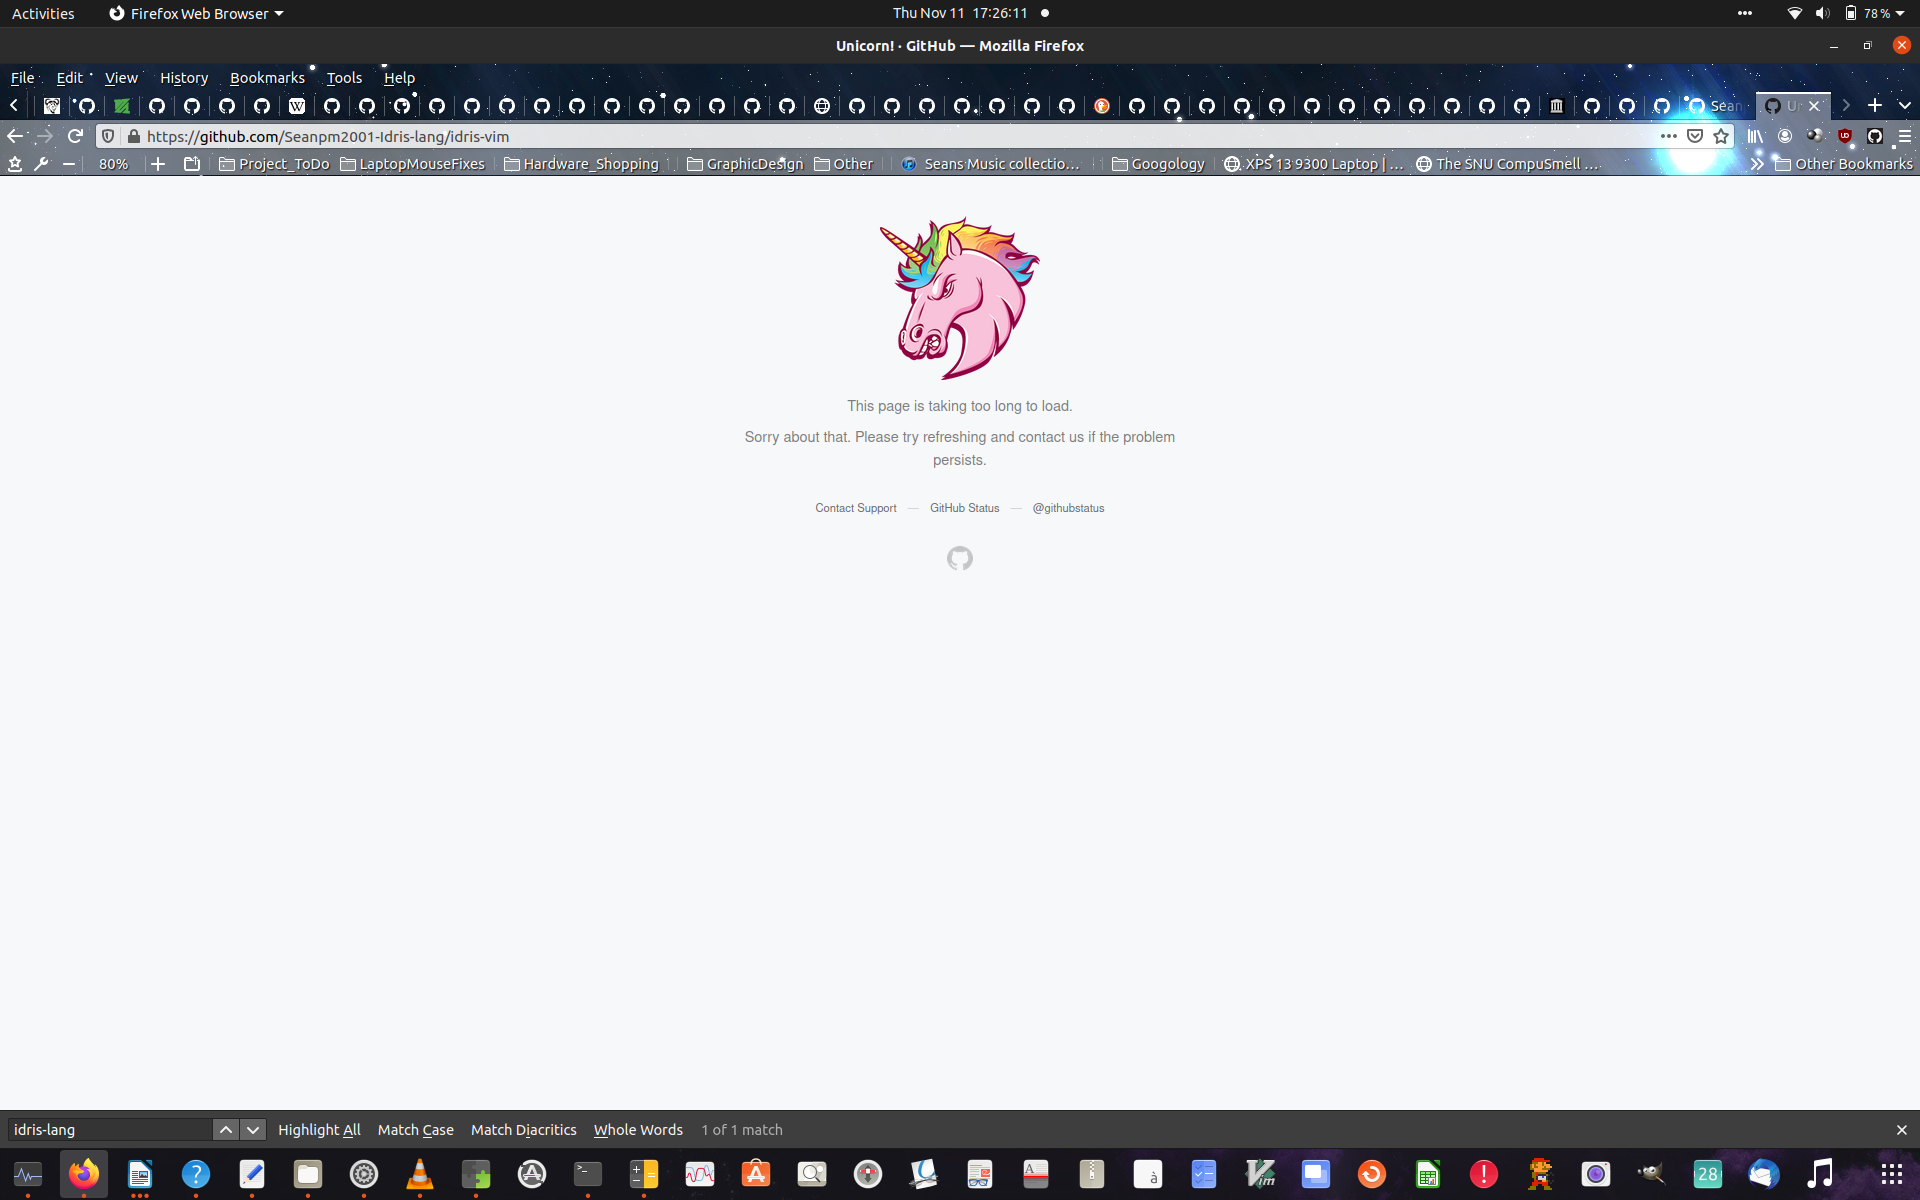 Activities Firefox Web Browser Thu Nov 11 17:26:11 78 %
Unicorn! · GitHub — Mozilla Firefox
File Edit View History Bookmarks Tools Help
Sean
https://github.com/Seanpm2001-Idris-lang/idris-vim
80% Project_ToDo LaptopMouseFixes Hardware_Shopping GraphicDesign Other Seans Music collectio… Googology XPS 13 9300 Laptop | … The SNU CompuSmell … Other Bookmarks
This page is taking too long to load.
Sorry about that. Please try refreshing and contact us if the problem
persists.
Contact Support — GitHub Status — @githubstatus
idris-lang Highlight All Match Case Match Diacritics Whole Words 1 of 1 match
28